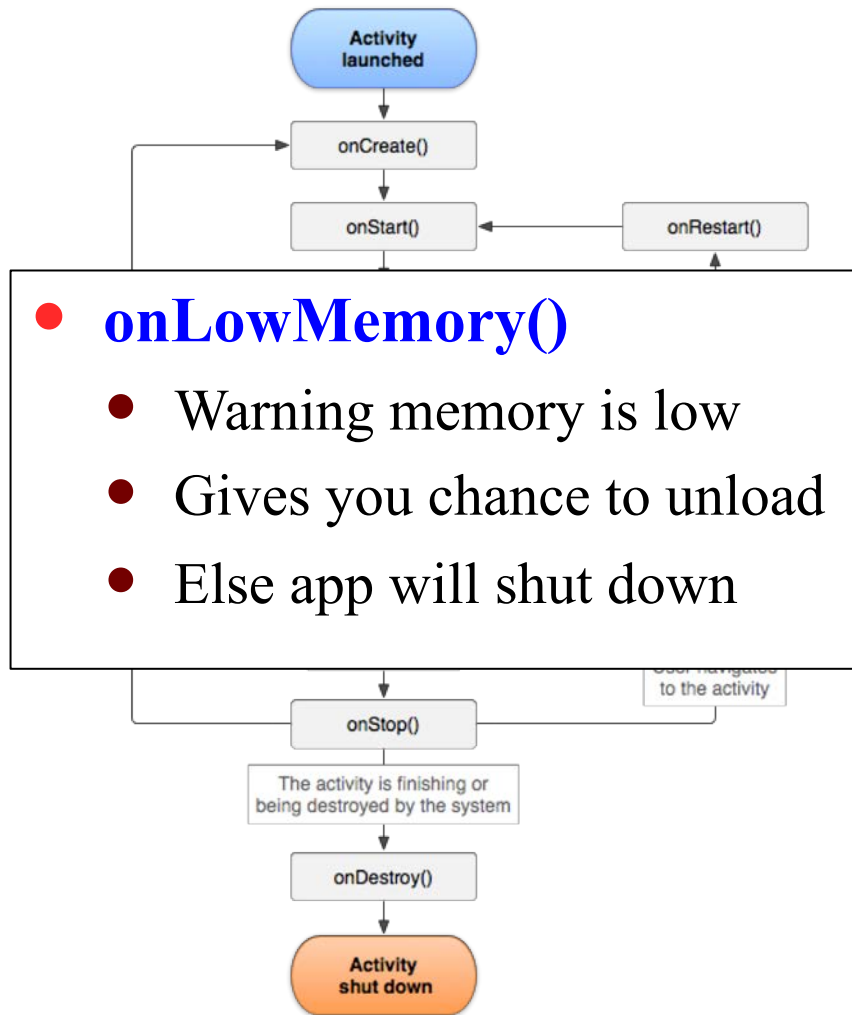 Activity
launched
onCreate()
onStart()
onRestart()
• onLowMemory()
• Warning memory is low
• Gives you chance to unload
• Else app will shut down
User navigates
to the activity
onStop()
The activity is finishing or
being destroyed by the system
onDestroy()
Activity
shut down